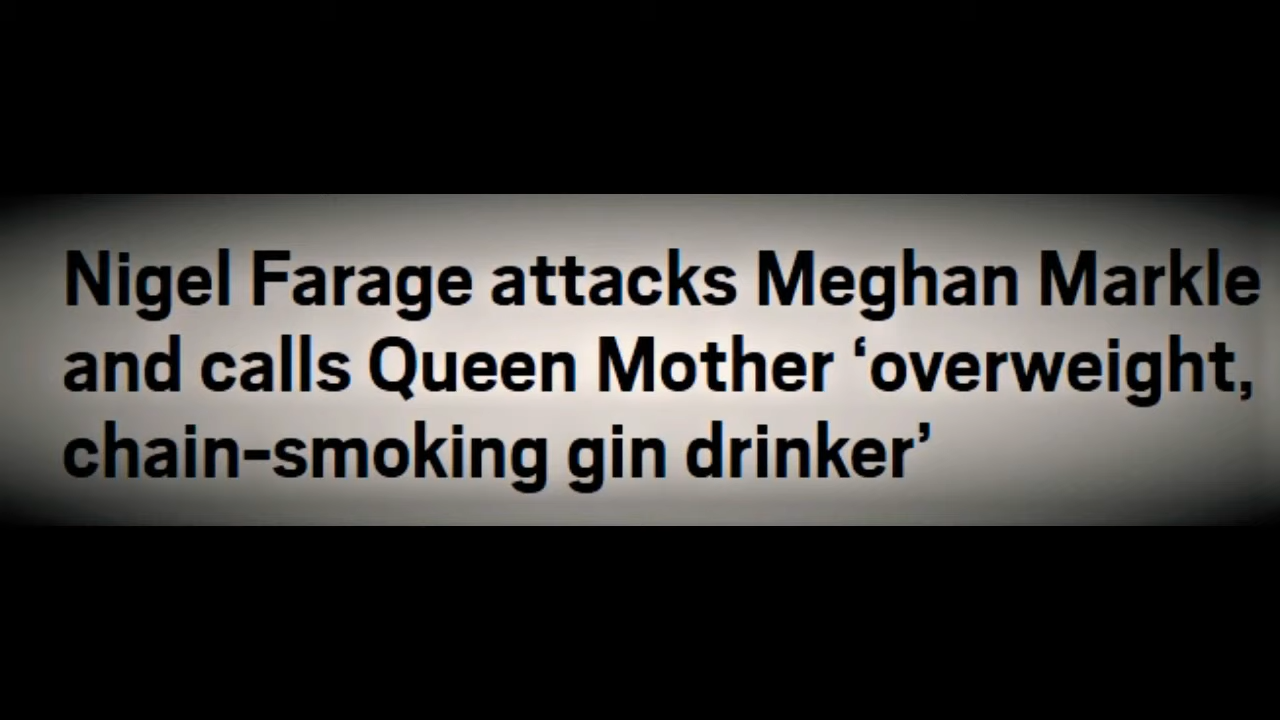 Nigel Farage attacks Meghan Markle
and calls Queen Mother ‘overweight,
chain-smoking gin drinker’